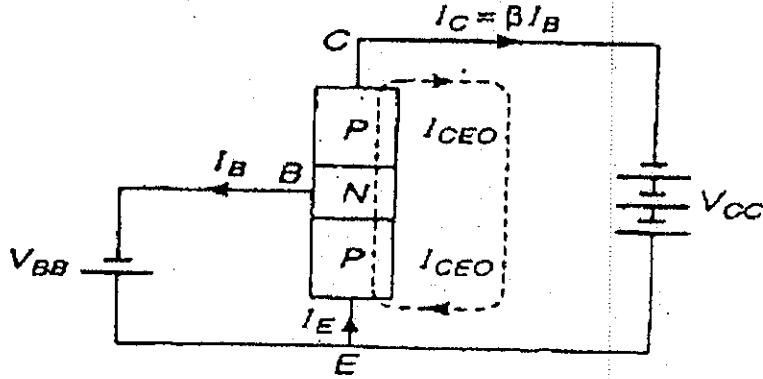 I_C = βI_B
C
P
I_CEO
I_B
B
N
V_CC
V_BB
P
I_CEO
I_E
E